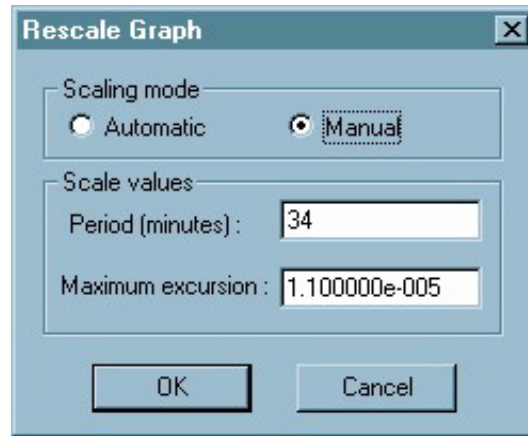 Rescale Graph
Scaling mode
Automatic Manual
Scale values
Period (minutes) : 34
Maximum excursion : 1.100000e-005
OK Cancel